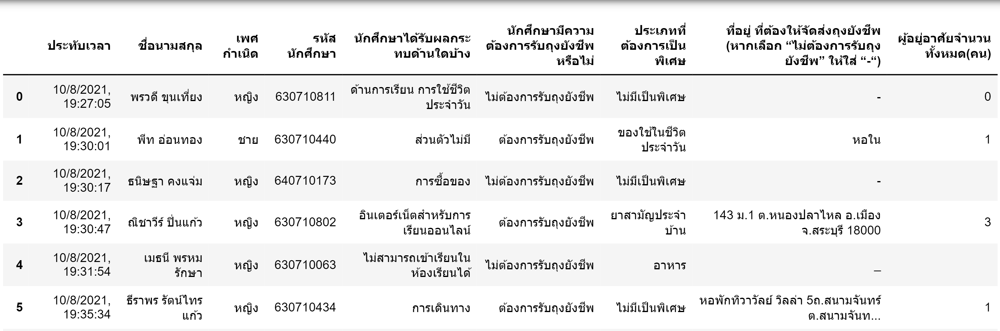 ประทับเวลา ชื่อนามสกุล เพศ
กำเนิด รหัส
นักศึกษา นักศึกษาได้รับผลกระ
ทบด้านใดบ้าง นักศึกษามีความ
ต้องการรับถุงยังชีพ
หรือไม่ ประเภทที่
ต้องการเป็น
พิเศษ ที่อยู่ ที่ต้องให้จัดส่งถุงยังชีพ
(หากเลือก “ไม่ต้องการรับถุง
ยังชีพ” ให้ใส่ “-“) ผู้อยู่อาศัยจำนวน
ทั้งหมด(คน)
0 10/8/2021,
19:27:05 พรวดี ขุนเที่ยง หญิง 630710811 ด้านการเรียน การใช้ชีวิต
ประจำวัน ไม่ต้องการรับถุงยังชีพ ไม่มีเป็นพิเศษ - 0
1 10/8/2021,
19:30:01 พีท อ่อนทอง ชาย 630710440 ส่วนตัวไม่มี ต้องการรับถุงยังชีพ ของใช้ในชีวิต
ประจำวัน หอใน 1
2 10/8/2021,
19:30:17 ธนิษฐา คงแจ่ม หญิง 640710173 การซื้อของ ไม่ต้องการรับถุงยังชีพ ไม่มีเป็นพิเศษ -
3 10/8/2021,
19:30:47 ณิชาวีร์ ปิ่นแก้ว หญิง 630710802 อินเตอร์เน็ตสำหรับการ
เรียนออนไลน์ ต้องการรับถุงยังชีพ ยาสามัญประจำ
บ้าน 143 ม.1 ต.หนองปลาไหล อ.เมือง
จ.สระบุรี 18000 3
4 10/8/2021,
19:31:54 เมธนี พรหม
รักษา หญิง 630710063 ไม่สามารถเข้าเรียนใน
ห้องเรียนได้ ไม่ต้องการรับถุงยังชีพ อาหาร _
5 10/8/2021,
19:35:34 ธีราพร รัตน์ไทร
แก้ว หญิง 630710434 การเดินทาง ต้องการรับถุงยังชีพ ไม่มีเป็นพิเศษ หอพักทิวาวัลย์ วิลล่า 5ถ.สนามจันทร์
ต.สนามจันท... 1